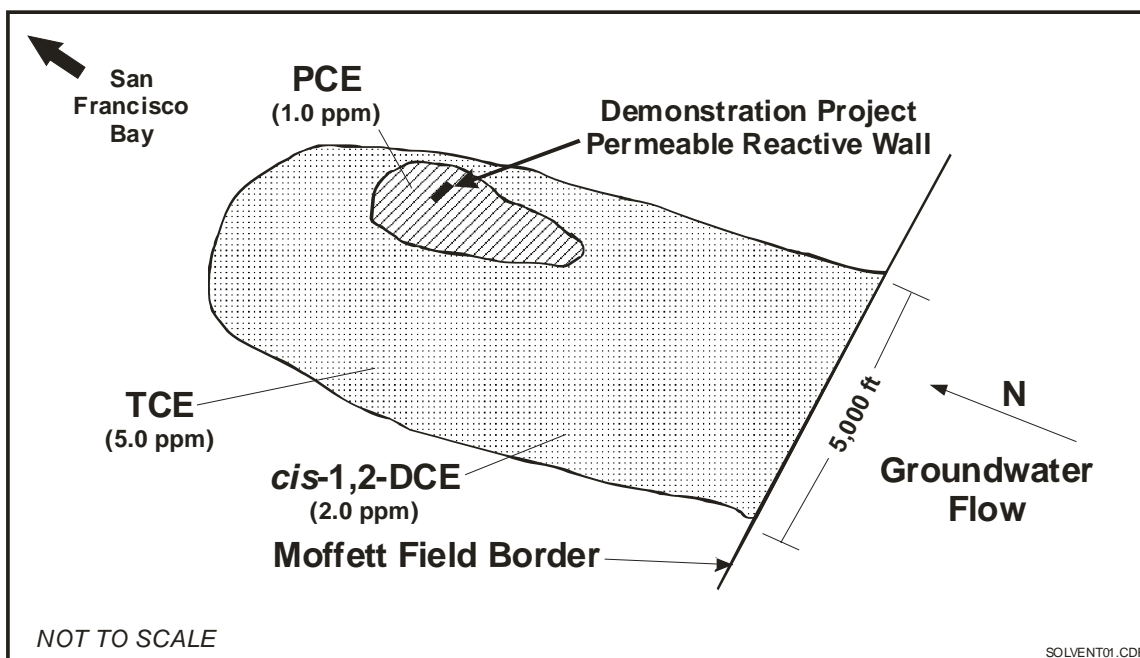 San
Francisco
Bay
PCE
(1.0 ppm)
Demonstration Project
Permeable Reactive Wall
TCE
(5.0 ppm)
cis-1,2-DCE
(2.0 ppm)
Moffett Field Border
5,000 ft
N
Groundwater
Flow
NOT TO SCALE
SOLVENT01.CDR